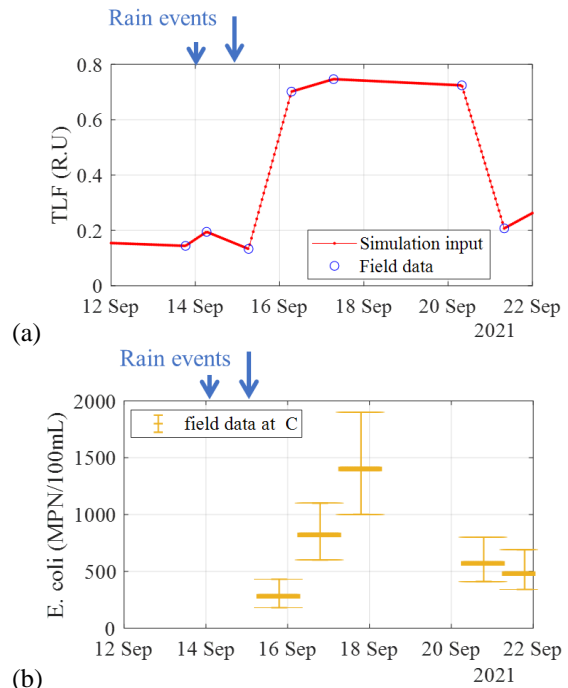 Rain events
0.8
0.6
0.4
0.2
0
TLF (R.U)
Simulation input
Field data
12 Sep 14 Sep 16 Sep 18 Sep 20 Sep 22 Sep
2021
(a)
Rain events
2000
1500
1000
500
0
E. coli (MPN/100mL)
field data at C
12 Sep 14 Sep 16 Sep 18 Sep 20 Sep 22 Sep
2021
(b)